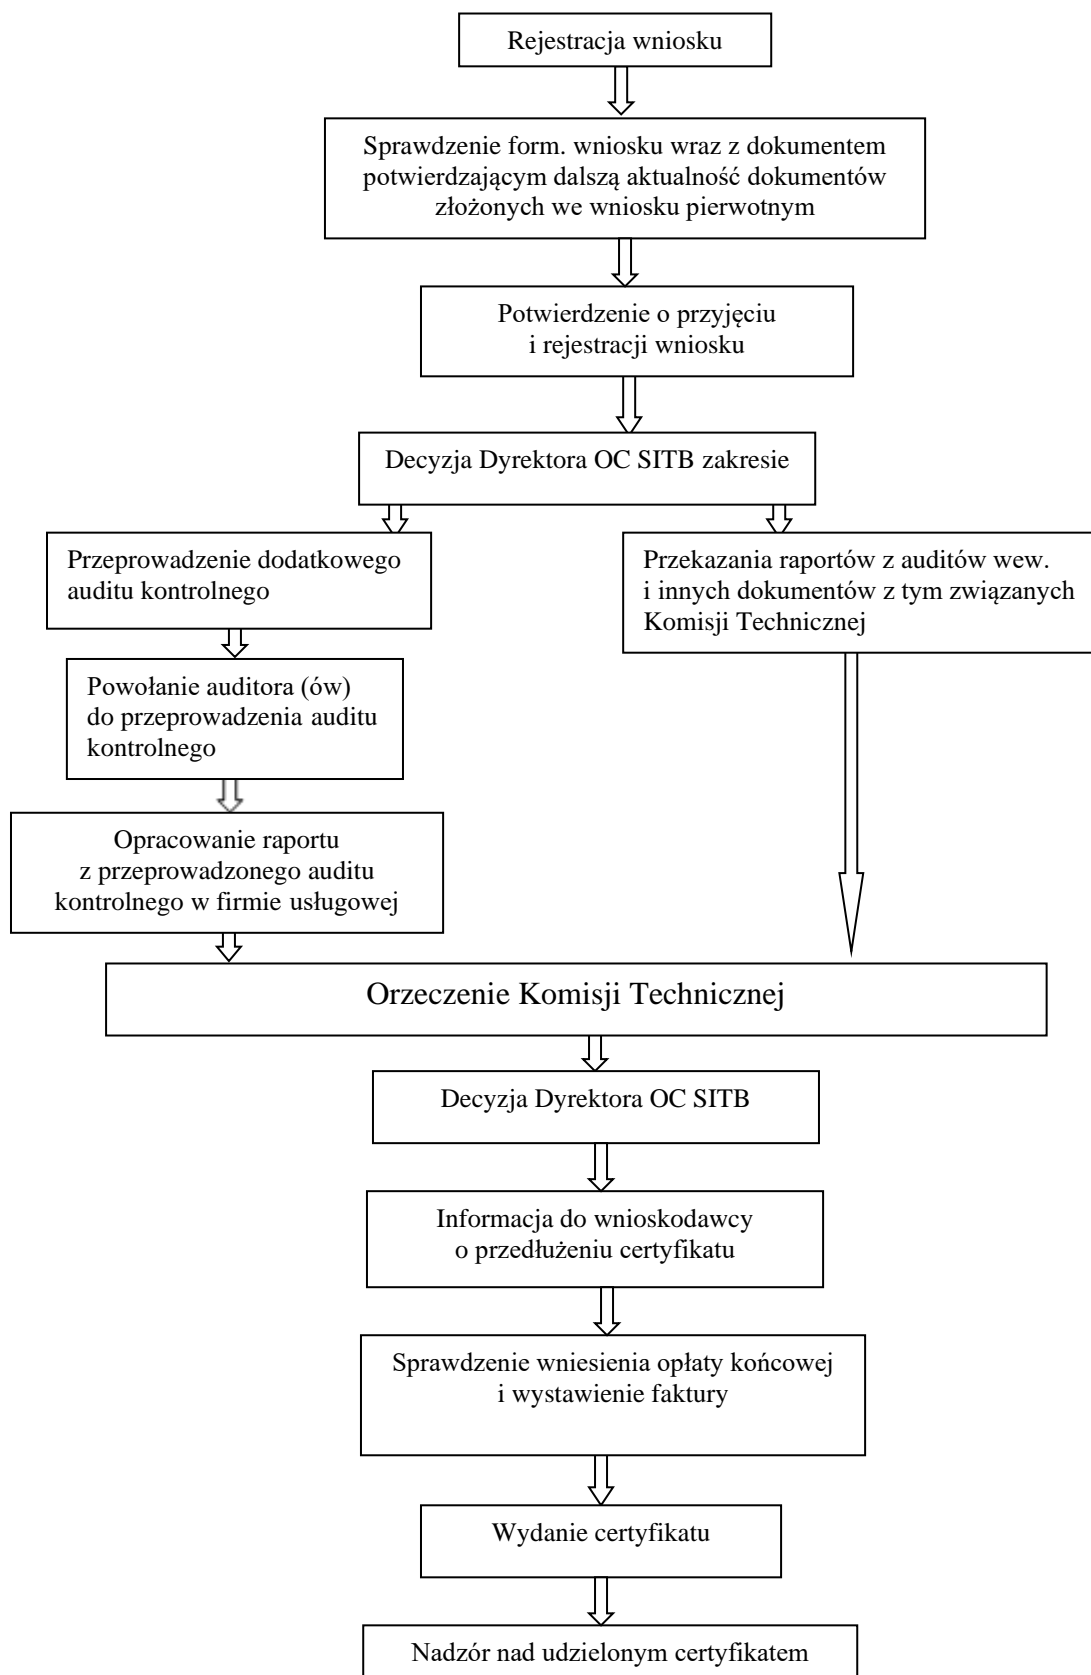 Rejestracja wniosku
Sprawdzenie form. wniosku wraz z dokumentem
potwierdzającym dalszą aktualność dokumentów
złożonych we wniosku pierwotnym
Potwierdzenie o przyjęciu
i rejestracji wniosku
Decyzja Dyrektora OC SITB zakresie
Przeprowadzenie dodatkowego
auditu kontrolnego
Przekazania raportów z auditów wew.
i innych dokumentów z tym związanych
Komisji Technicznej
Powołanie auditora (ów)
do przeprowadzenia auditu
kontrolnego
Opracowanie raportu
z przeprowadzonego auditu
kontrolnego w firmie usługowej
Orzeczenie Komisji Technicznej
Decyzja Dyrektora OC SITB
Informacja do wnioskodawcy
o przedłużeniu certyfikatu
Sprawdzenie wniesienia opłaty końcowej
i wystawienie faktury
Wydanie certyfikatu
Nadzór nad udzielonym certyfikatem